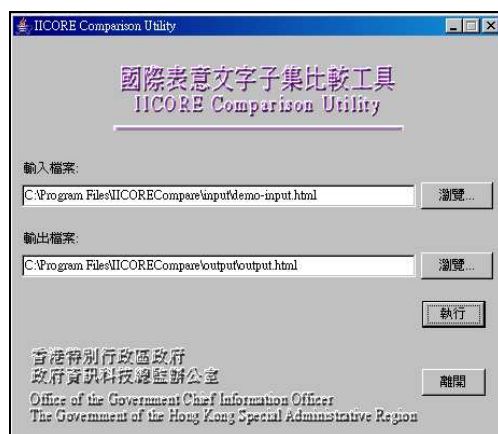 IICORE Comparison Utility
國際表意文字子集比較工具
IICORE Comparison Utility
輸入檔案:
C:\Program Files\IICORECompare\input\demo-input.html
瀏覽...
輸出檔案:
C:\Program Files\IICORECompare\output\output.html
瀏覽...
執行
香港特別行政區政府
政府資訊科技總監辦公室
離開
Office of the Government Chief Information Officer
The Government of the Hong Kong Special Administrative Region